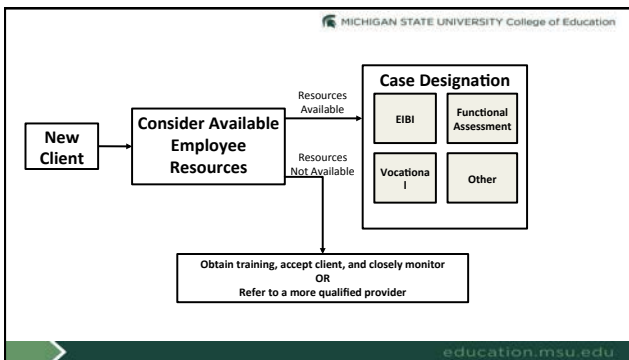 MICHIGAN STATE UNIVERSITY College of Education
New
Client
Consider Available
Employee
Resources
Resources
Available
Resources
Not Available
Case Designation
EIBI
Functional
Assessment
Vocationa
l
Other
Obtain training, accept client, and closely monitor
OR
Refer to a more qualified provider
education.msu.edu